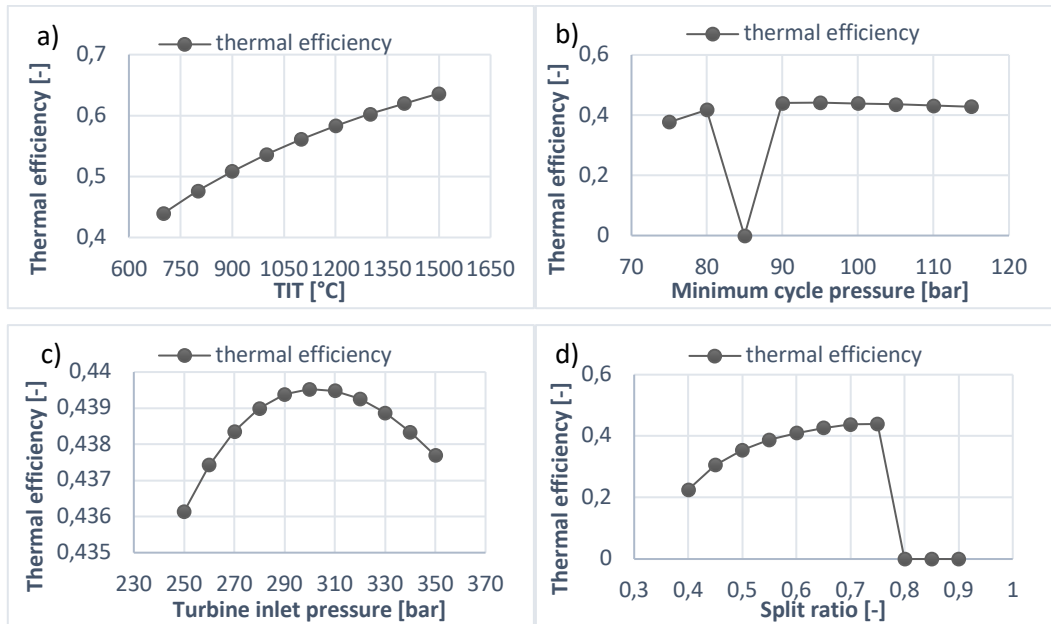 a)
thermal efficiency
0,7
0,6
0,5
0,4
600 750 900 1050 1200 1350 1500 1650
Thermal efficiency [-]
TIT [°C]
b)
thermal efficiency
0,6
0,4
0,2
0
70 80 90 100 110 120
Thermal efficiency [-]
Minimum cycle pressure [bar]
c)
thermal efficiency
0,44
0,439
0,438
0,437
0,436
0,435
230 250 270 290 310 330 350 370
Thermal efficiency [-]
Turbine inlet pressure [bar]
d)
thermal efficiency
0,6
0,4
0,2
0
0,3 0,4 0,5 0,6 0,7 0,8 0,9 1
Thermal efficiency [-]
Split ratio [-]